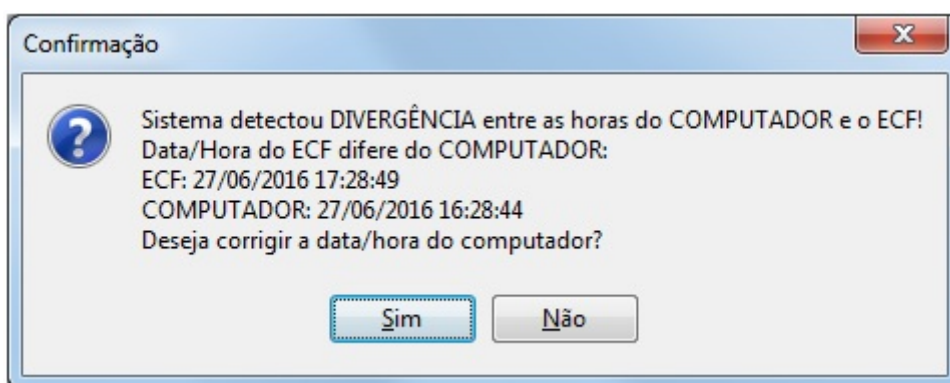 Confirmação
Sistema detectou DIVERGÊNCIA entre as horas do COMPUTADOR e o ECF!
Data/Hora do ECF difere do COMPUTADOR:
ECF: 27/06/2016 17:28:49
COMPUTADOR: 27/06/2016 16:28:44
Deseja corrigir a data/hora do computador?
Sim Não